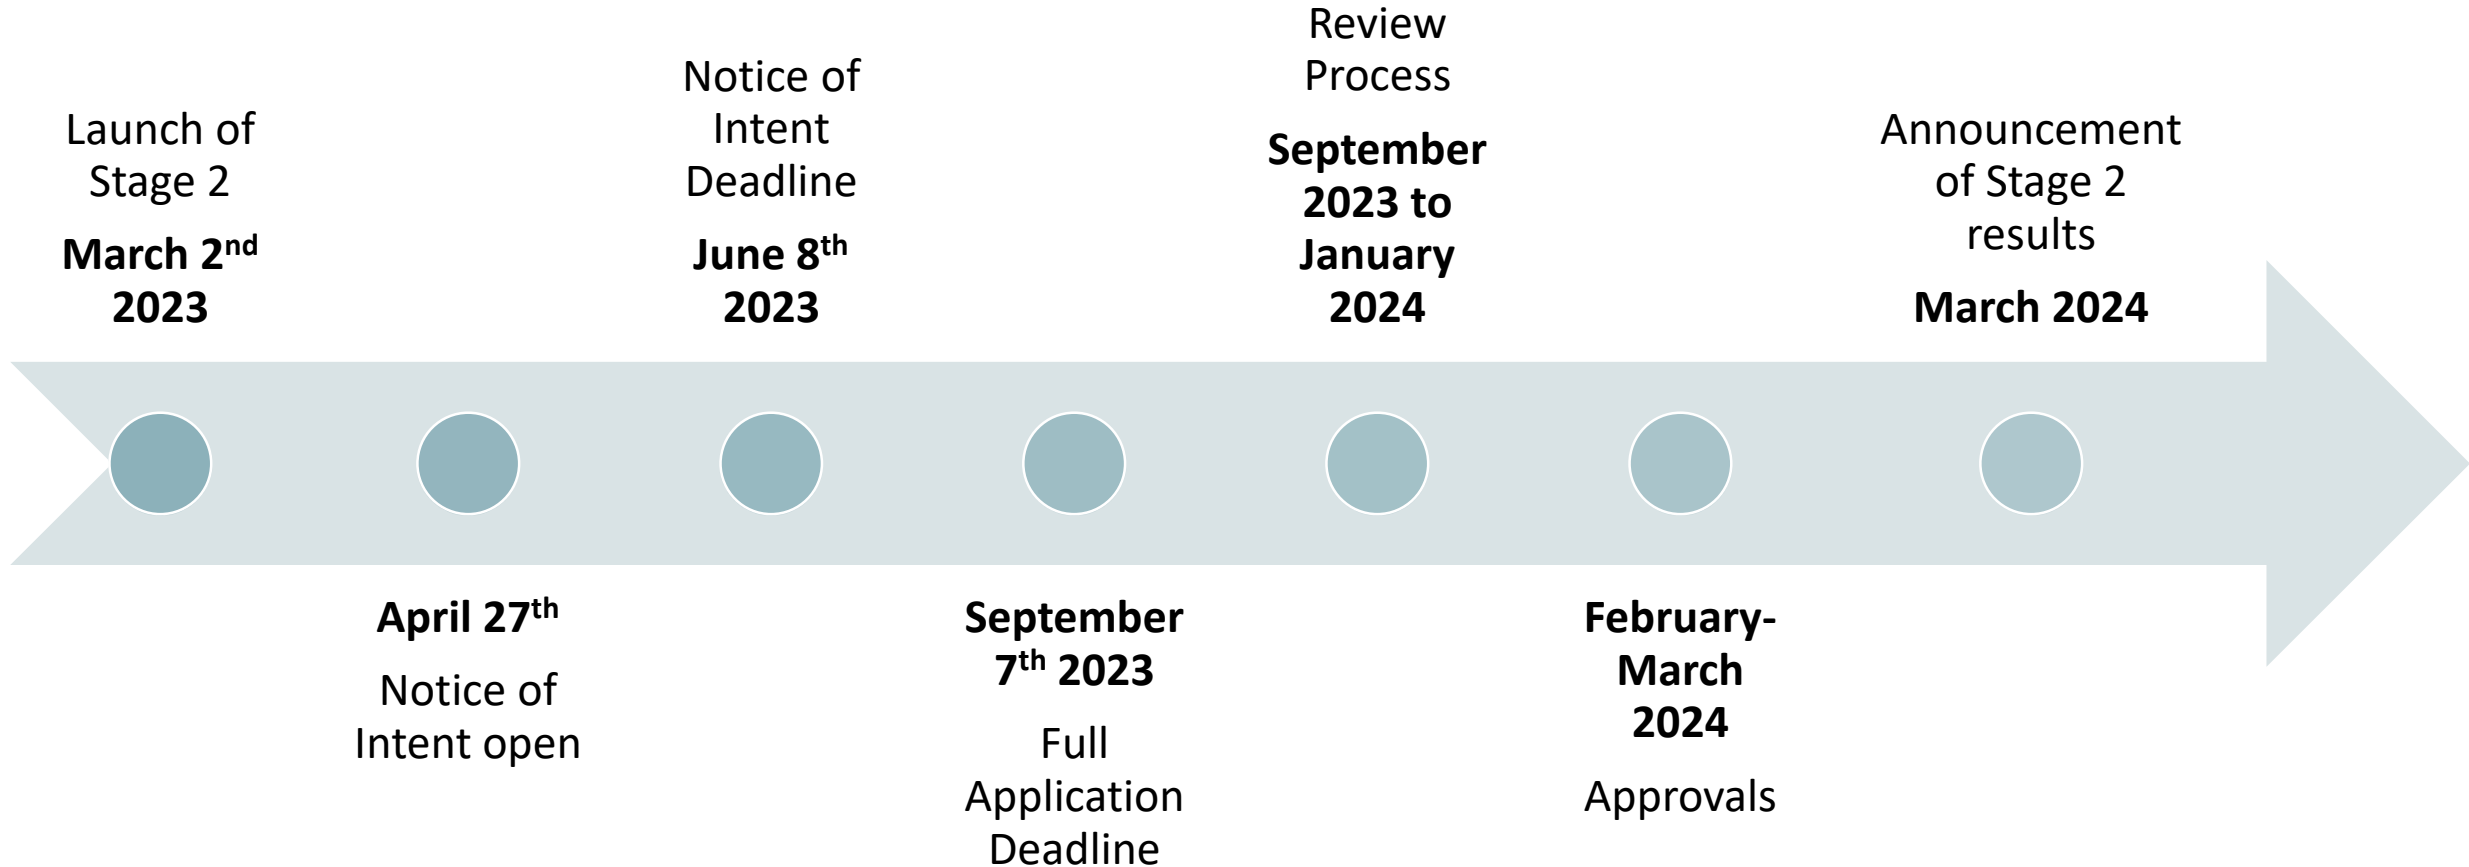 Launch of
Stage 2
March 2nd
2023
April 27th
Notice of
Intent open
Notice of
Intent
Deadline
June 8th
2023
September
7th 2023
Full
Application
Deadline
Review
Process
September
2023 to
January
2024
February-
March
2024
Approvals
Announcement
of Stage 2
results
March 2024